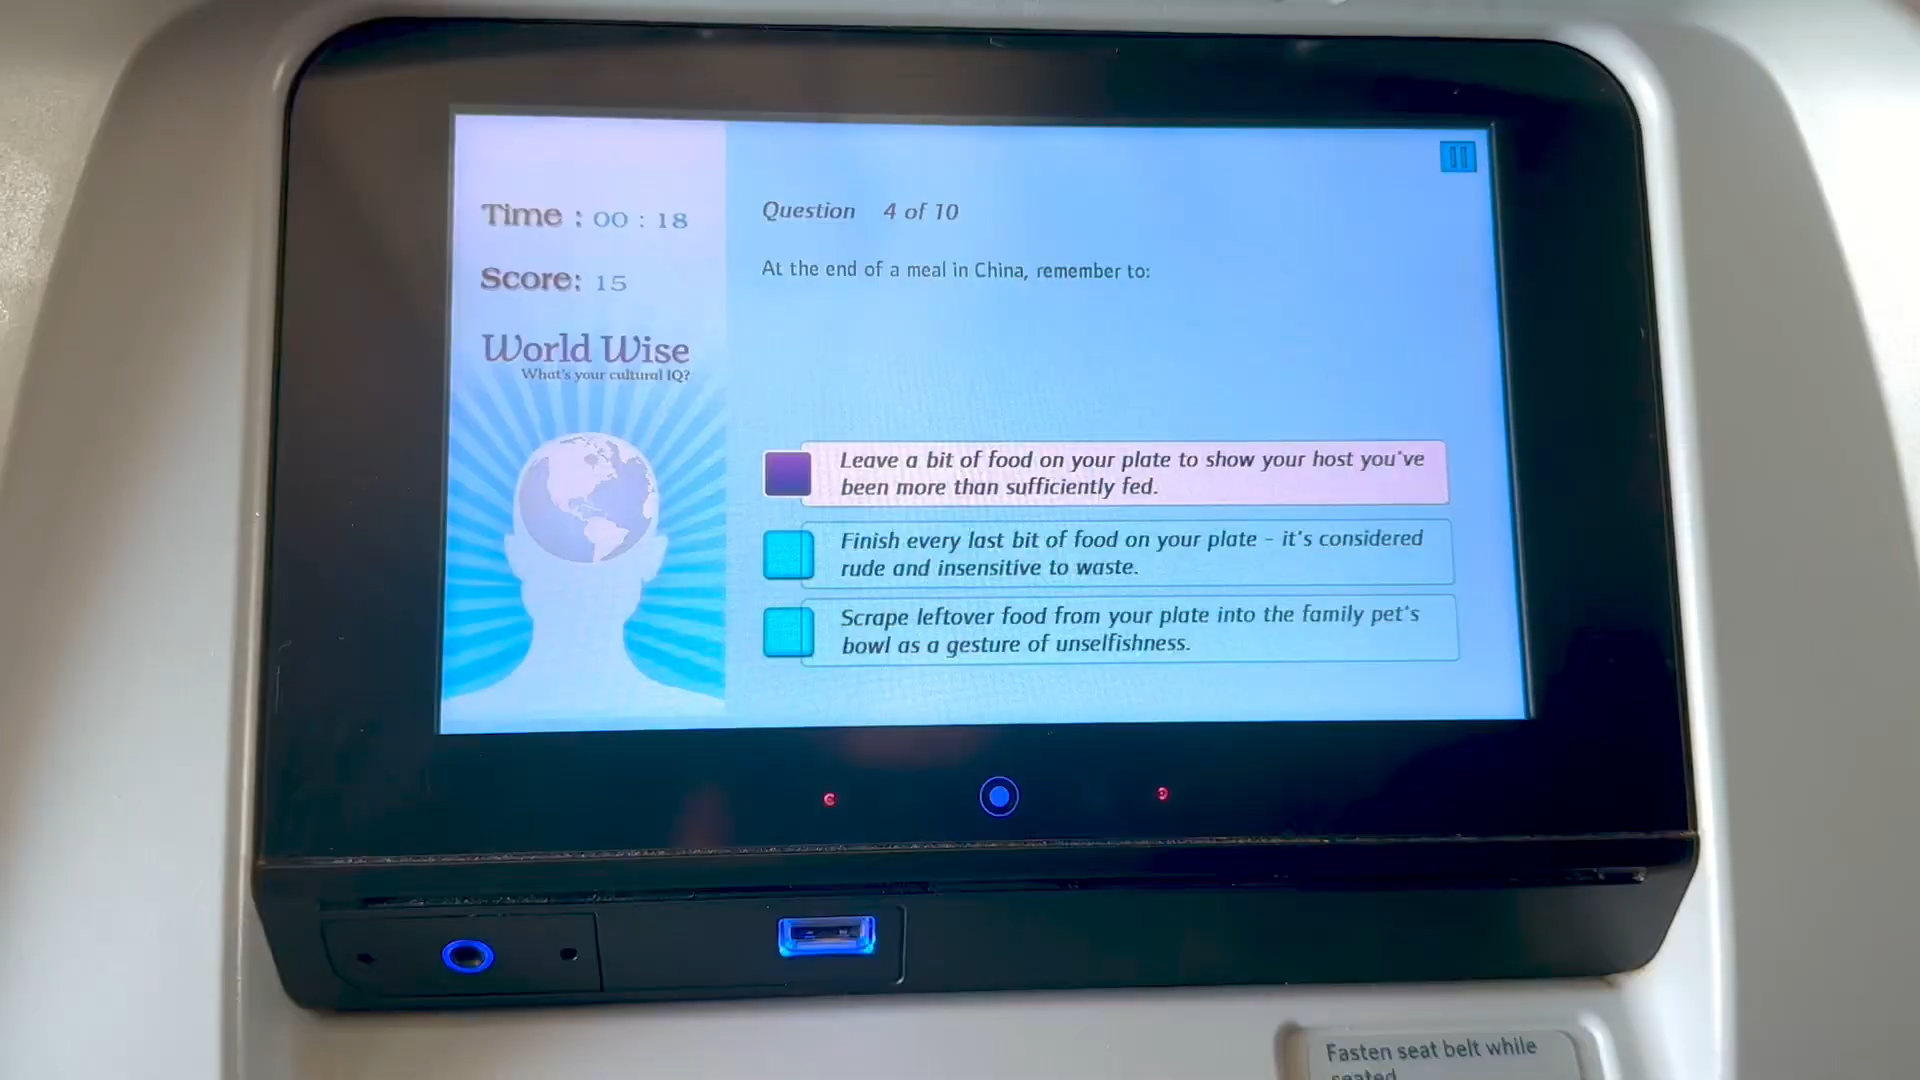 Time : 00 : 18
Score: 15
World Wise
What's your cultural IQ?
Question 4 of 10
At the end of a meal in China, remember to:
Leave a bit of food on your plate to show your host you've
been more than sufficiently fed.
Finish every last bit of food on your plate - it's considered
rude and insensitive to waste.
Scrape leftover food from your plate into the family pet's
bowl as a gesture of unselfishness.
Fasten seat belt while
seated